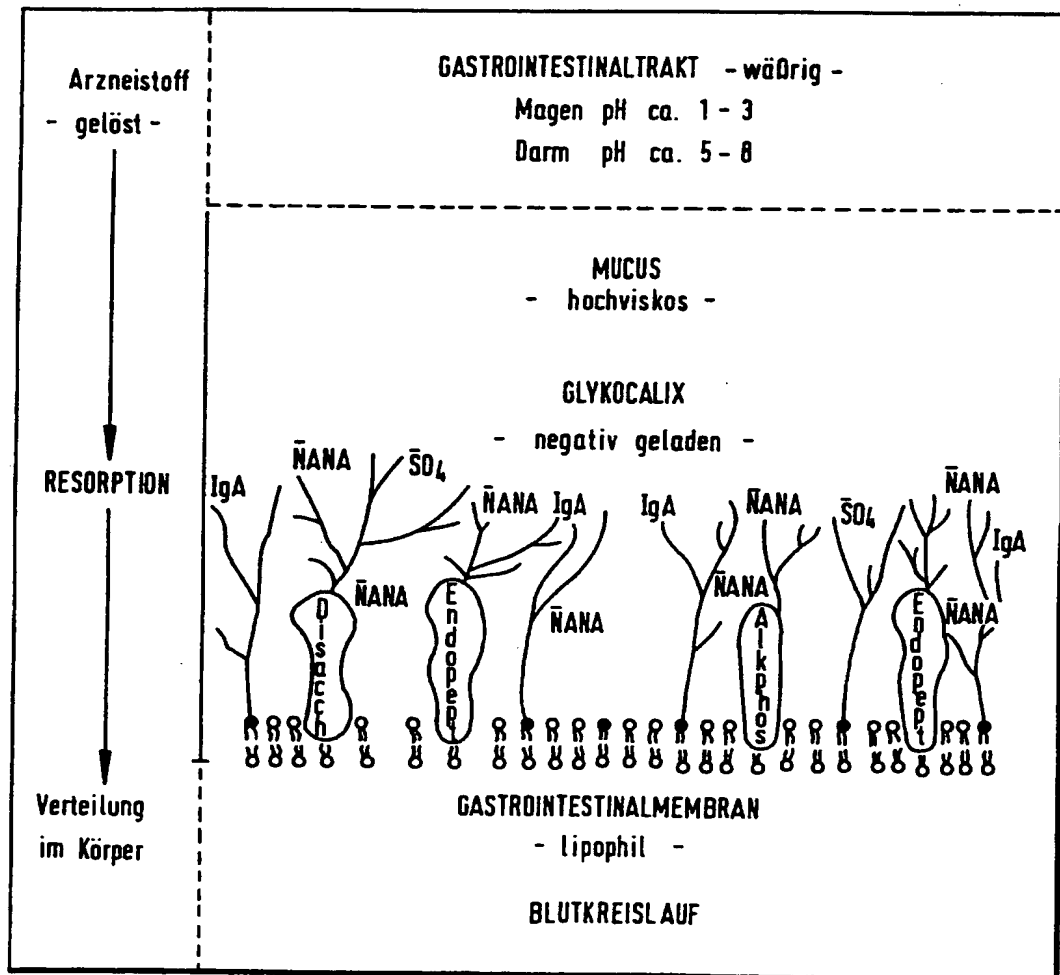 Arzneistoff
- gelöst -
RESORPTION
Verteilung
im Körper
GASTROINTESTINALTRAKT - wäßrig -
Magen pH ca. 1 - 3
Darm pH ca. 5 - 8
MUCUS
- hochviskos -
GLYKOCALIX
- negativ geladen -
IgA
N̄ANA
S̄O4
N̄ANA
IgA
IgA
N̄ANA
S̄O4
N̄ANA
IgA
N̄ANA
N̄ANA
N̄ANA
N̄ANA
Disacch
Endopept
Alkphos
Endopept
GASTROINTESTINALMEMBRAN
- lipophil -
BLUTKREISLAUF